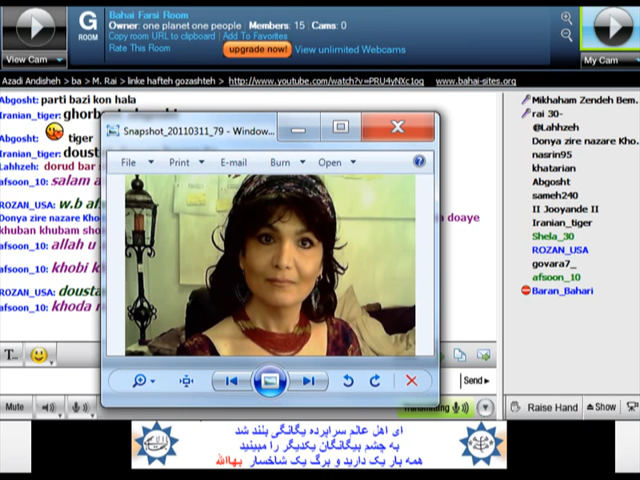 Bahai Farsi Room
Owner: one planet one people | Members: 15 | Cams: 0
Copy room URL to clipboard | Add To Favorites
Rate This Room
upgrade now!
View unlimited Webcams
G
ROOM
View Cam
My Cam
Azadi Andisheh > ba > M. Rai > linke hafteh gozashteh > http://www.youtube.com/watch?v=PRU4yNXc1og www.bahai-sites.org
Abgosht: parti bazi kon hala
Iranian_tiger:
Abgosht: tiger
Iranian_tiger: doust
Lahhzeh: dorud bar
afsoon_10: salam a
ROZAN_USA: w.b af
Donya zire nazare Kho
a doaye
khuban khubam sho
afsoon_10: allah u
afsoon_10: khobi k
ROZAN_USA: dousta
afsoon_10: khoda
Snapshot_20110311_79 - Window...
File Print E-mail Burn Open
Mikhaham Zendeh Bem.
rai 30-
@Lahhzeh
Donya zire nazare Kho.
nasrin95
khatarian
Abgosht
sameh240
II Jooyande II
Iranian_tiger
Shela_30
ROZAN_USA
govara7_
afsoon_10
Baran_Bahari
T...
Send
Mute
Transmitting
Raise Hand
Show
ای اهل عالم سراپرده یگانگی بلند شد
به چشم بیگانگان یکدیگر را مبینید
همه بار یک دارید و برگ یک شاخسار بهاالله